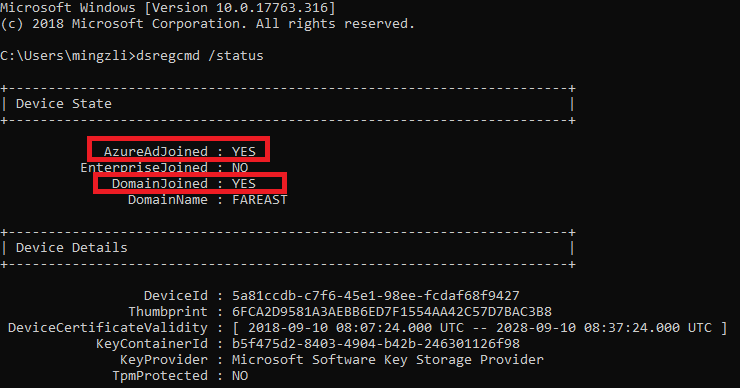 Microsoft Windows [Version 10.0.17763.316]
(c) 2018 Microsoft Corporation. All rights reserved.
C:\Users\mingzli>dsregcmd /status
+----------------------------------------------------------------------+
| Device State                                                         |
+----------------------------------------------------------------------+
AzureAdJoined : YES
EnterpriseJoined : NO
DomainJoined : YES
DomainName : FAREAST
+----------------------------------------------------------------------+
| Device Details                                                       |
+----------------------------------------------------------------------+
DeviceId : 5a81ccdb-c7f6-45e1-98ee-fcdaf68f9427
Thumbprint : 6FCA2D9581A3AEBB6ED7F1554AA42C57D7BAC3B8
DeviceCertificateValidity : [ 2018-09-10 08:07:24.000 UTC -- 2028-09-10 08:37:24.000 UTC ]
KeyContainerId : b5f475d2-8403-4904-b42b-246301126f98
KeyProvider : Microsoft Software Key Storage Provider
TpmProtected : NO